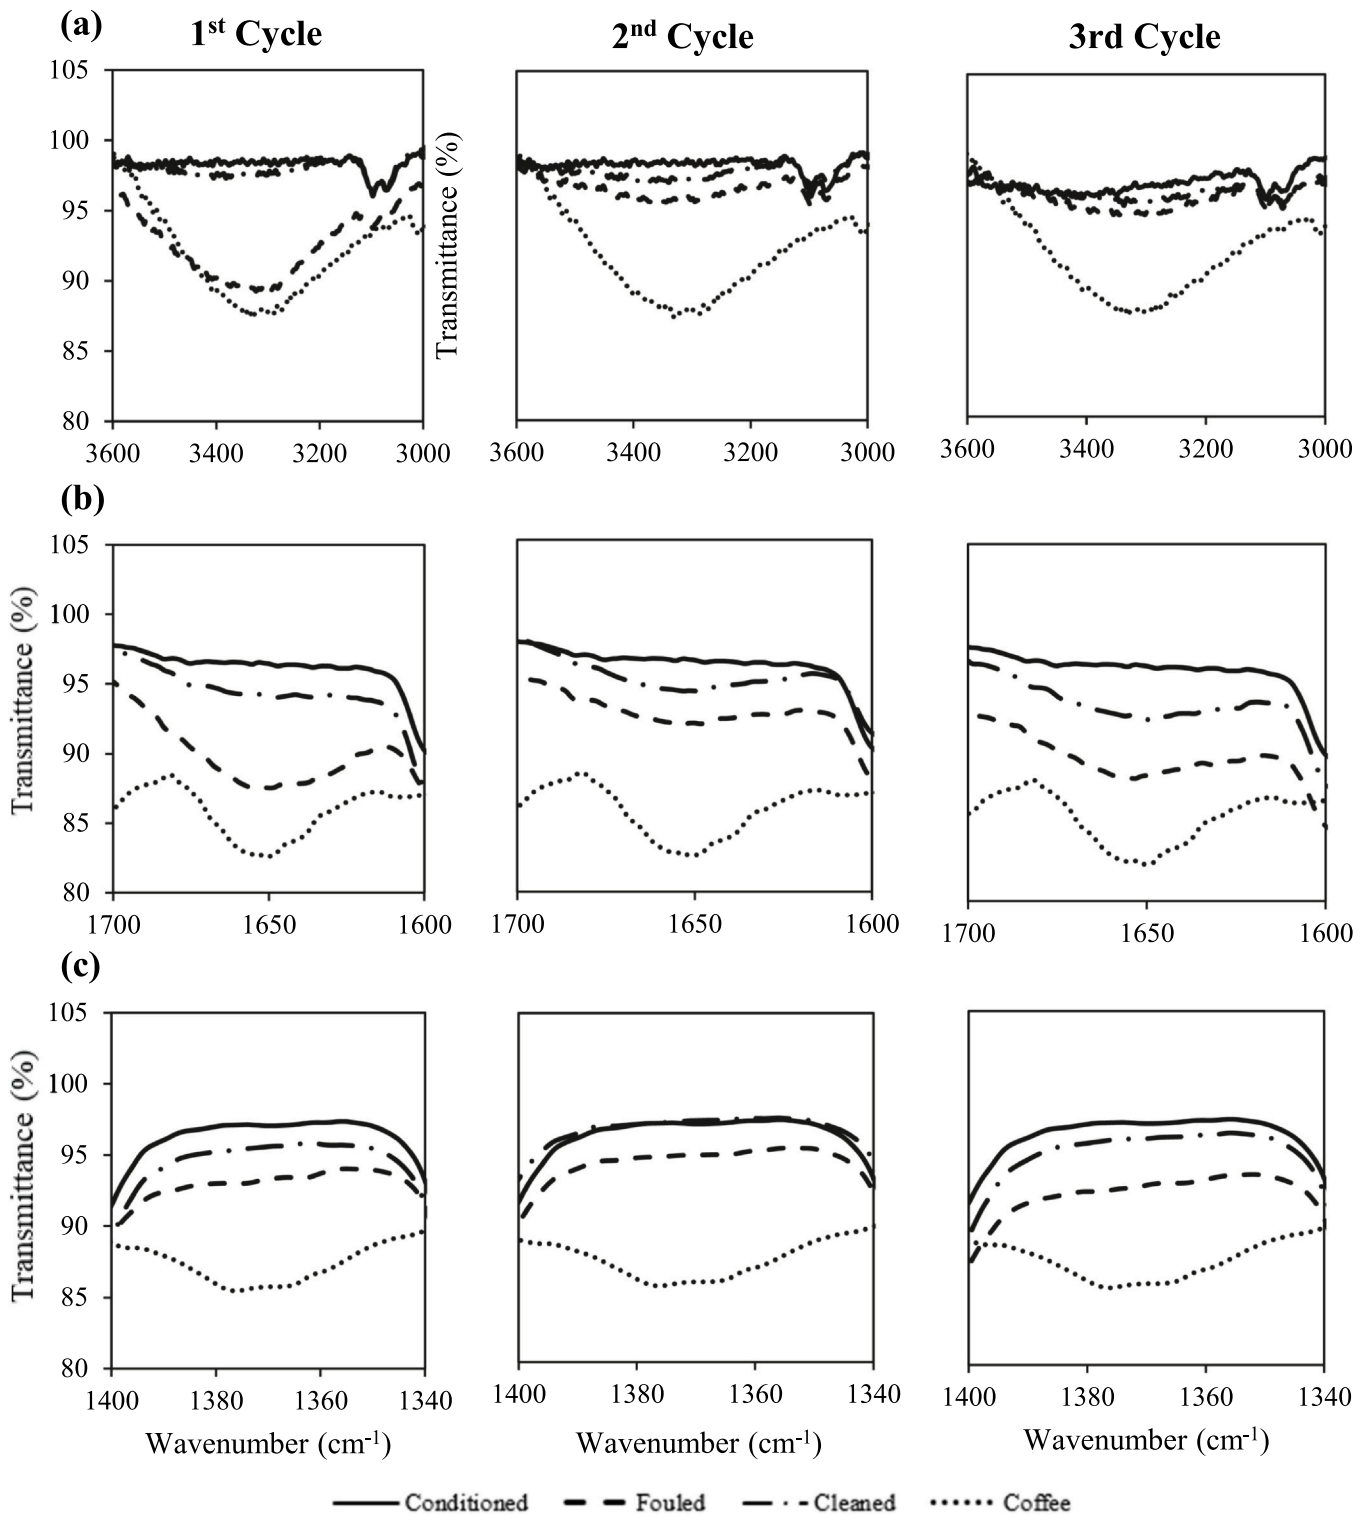 (a)
1st Cycle 2nd Cycle 3rd Cycle
105
100
95
90
85
80
Transmittance (%)
3600 3400 3200 3000 3600 3400 3200 3000 3600 3400 3200 3000
(b)
105
100
95
90
85
80
Transmittance (%)
1700 1650 1600 1700 1650 1600 1700 1650 1600
(c)
105
100
95
90
85
80
Transmittance (%)
1400 1380 1360 1340 1400 1380 1360 1340 1400 1380 1360 1340
Wavenumber (cm-1) Wavenumber (cm-1) Wavenumber (cm-1)
Conditioned Fouled Cleaned Coffee